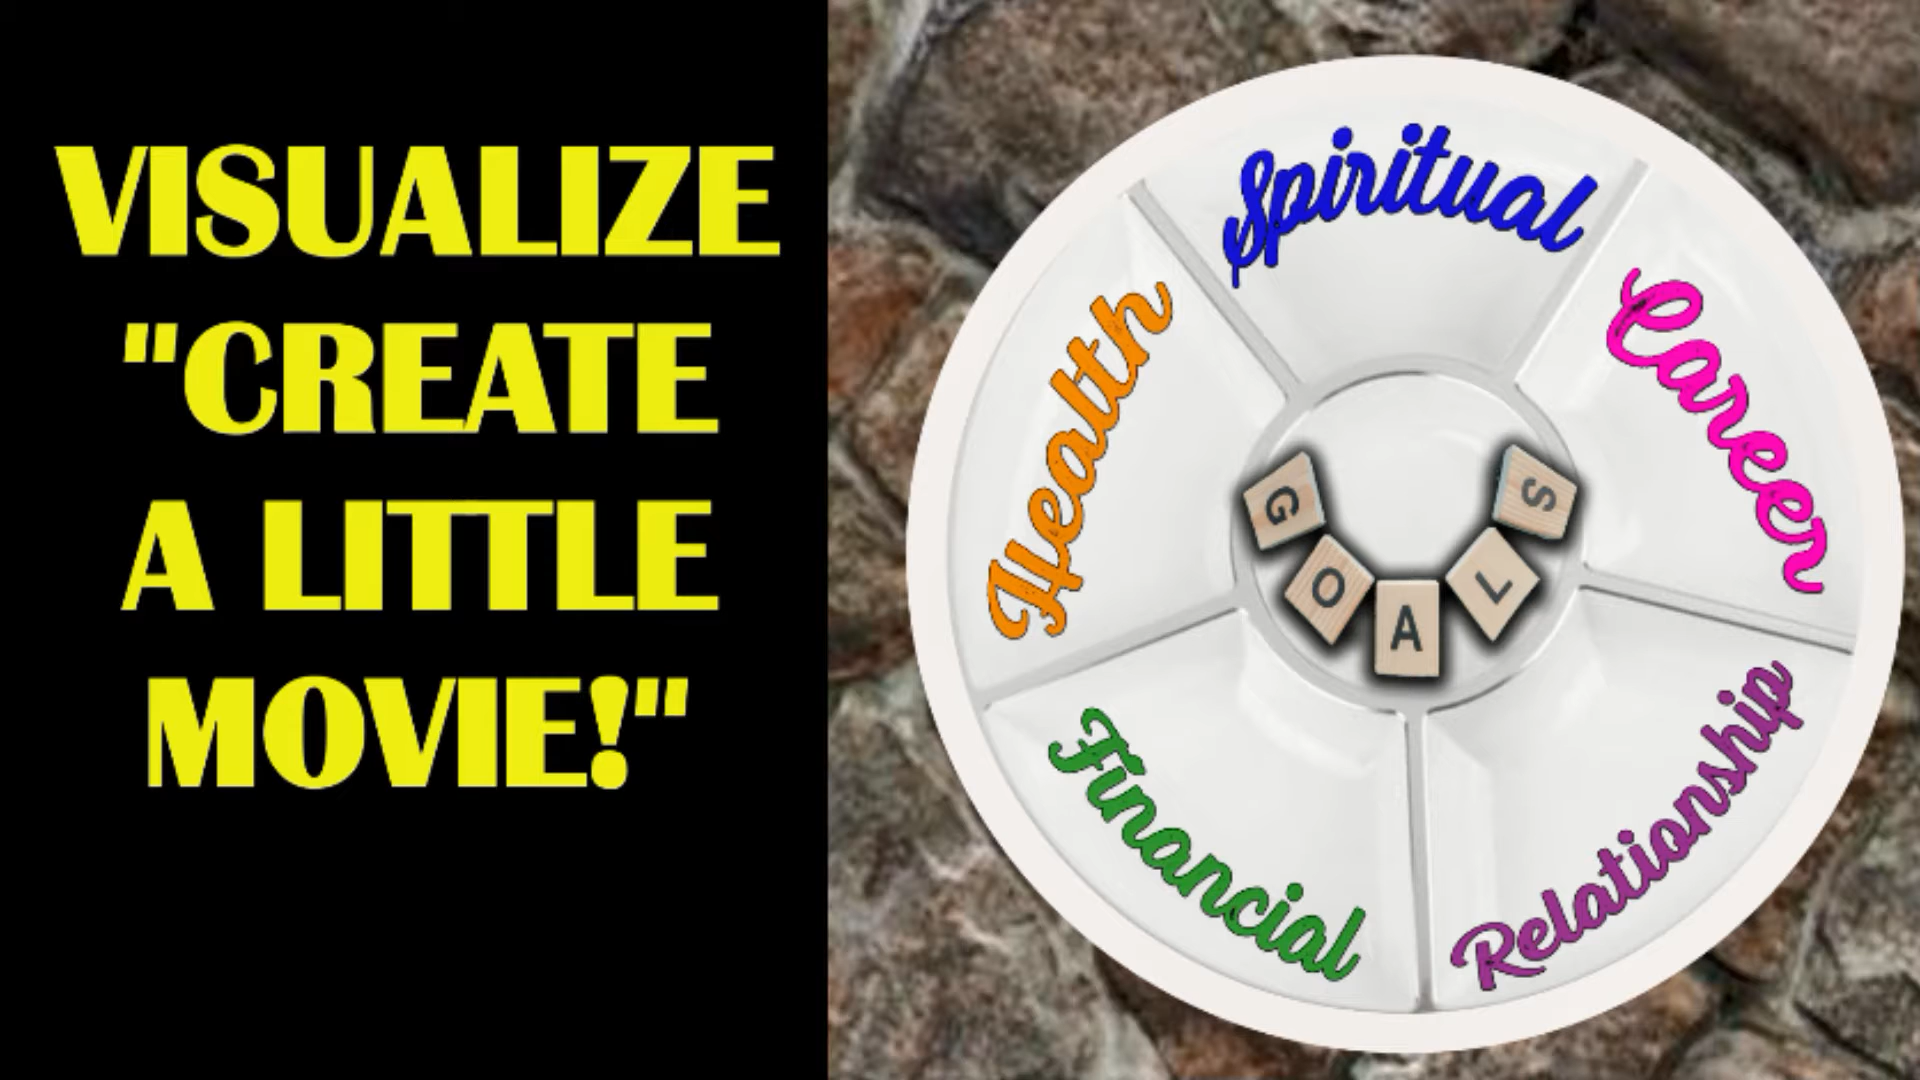 VISUALIZE
"CREATE
A LITTLE
MOVIE!"
Spiritual
Health
Career
GOALS
Financial
Relationship